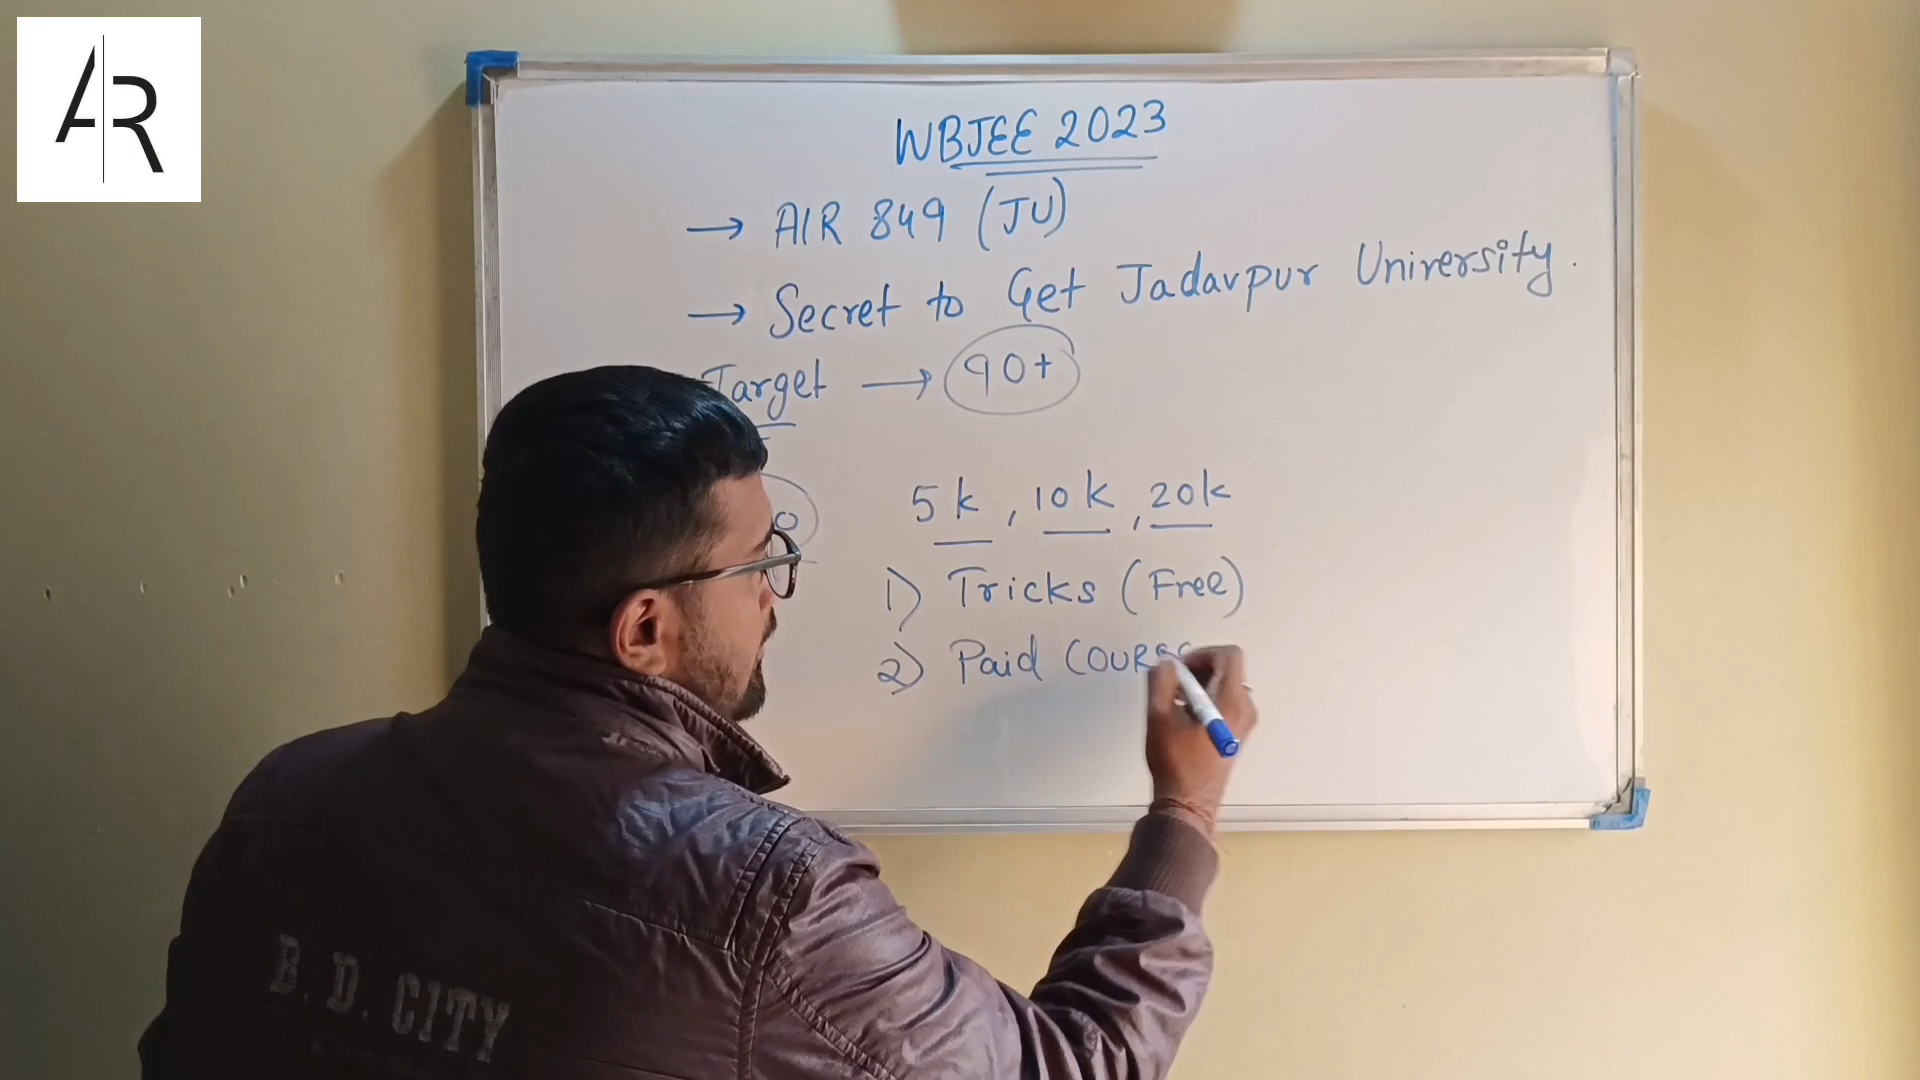 AR
WBJEE 2023
→ AIR 849 (JU)
→ Secret to Get Jadavpur University.
Target → 90+
5k, 10k, 20k
1) Tricks (Free)
2) Paid Course
B.D. CITY